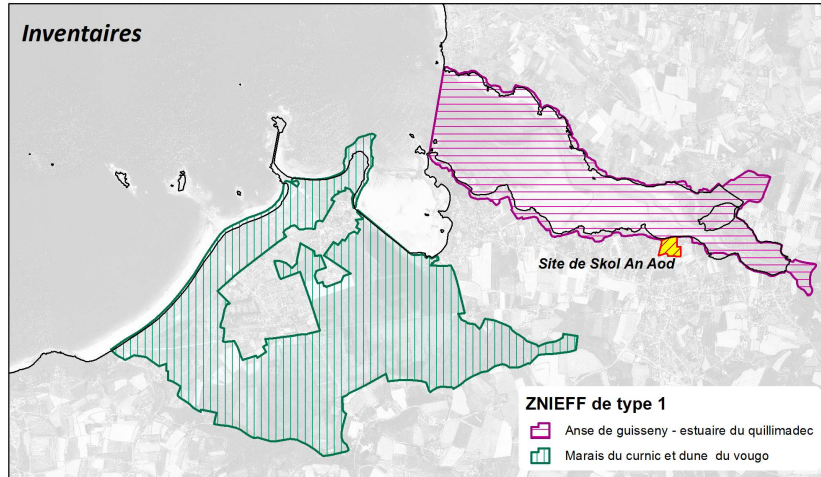 Inventaires
Site de Skol An Aod
ZNIEFF de type 1
Anse de guisseny - estuaire du quillimadec
Marais du curnic et dune du vougo